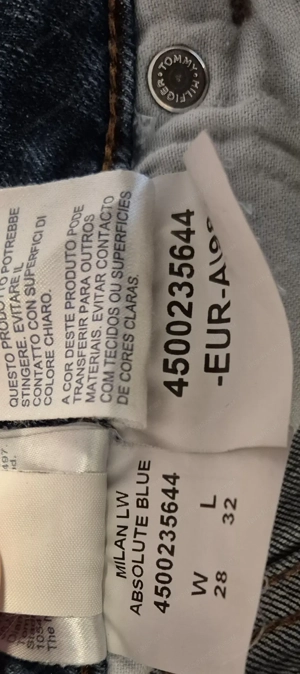 TOMMY HILFIGER
QUESTO PRODOTTO POTREBBE
STINGERE. EVITARE IL
CONTATTO CON SUPERFICI DI
COLORE CHIARO.
A COR DESTE PRODUTO PODE
TRANSFERIR PARA OUTROS
MATERIAIS. EVITAR CONTACTO
COM TECIDOS OU SUPERFICIES
DE CORES CLARAS.
4500235644
-EUR-A
497
MILAN LW
ABSOLUTE BLUE
4500235644
W L
28 32
The